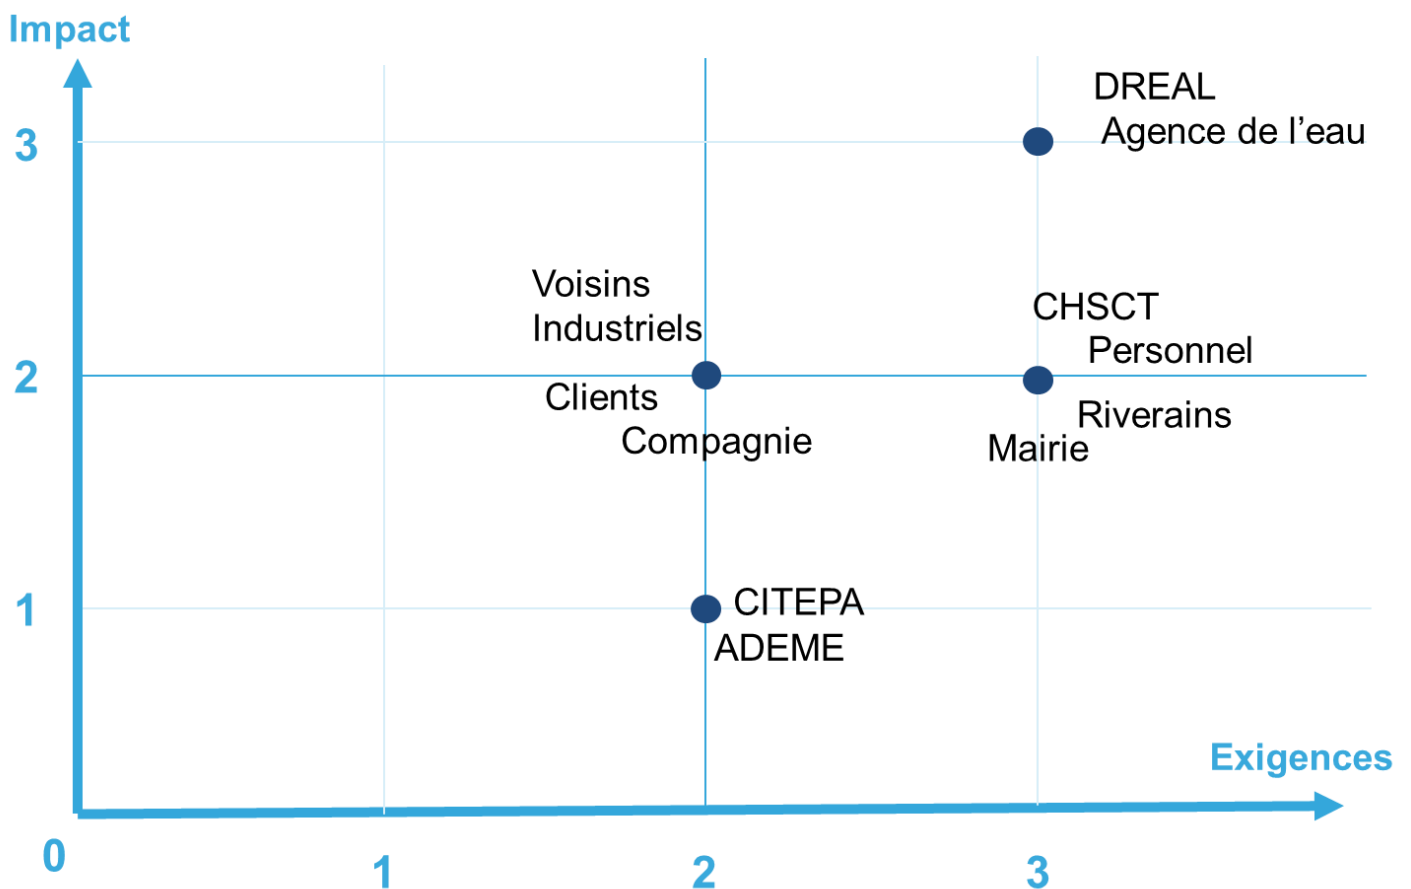 Impact
3
DREAL
Agence de l’eau
Voisins
Industriels
CHSCT
Personnel
2
Clients
Compagnie
Riverains
Mairie
1
CITEPA
ADEME
Exigences
0
1
2
3